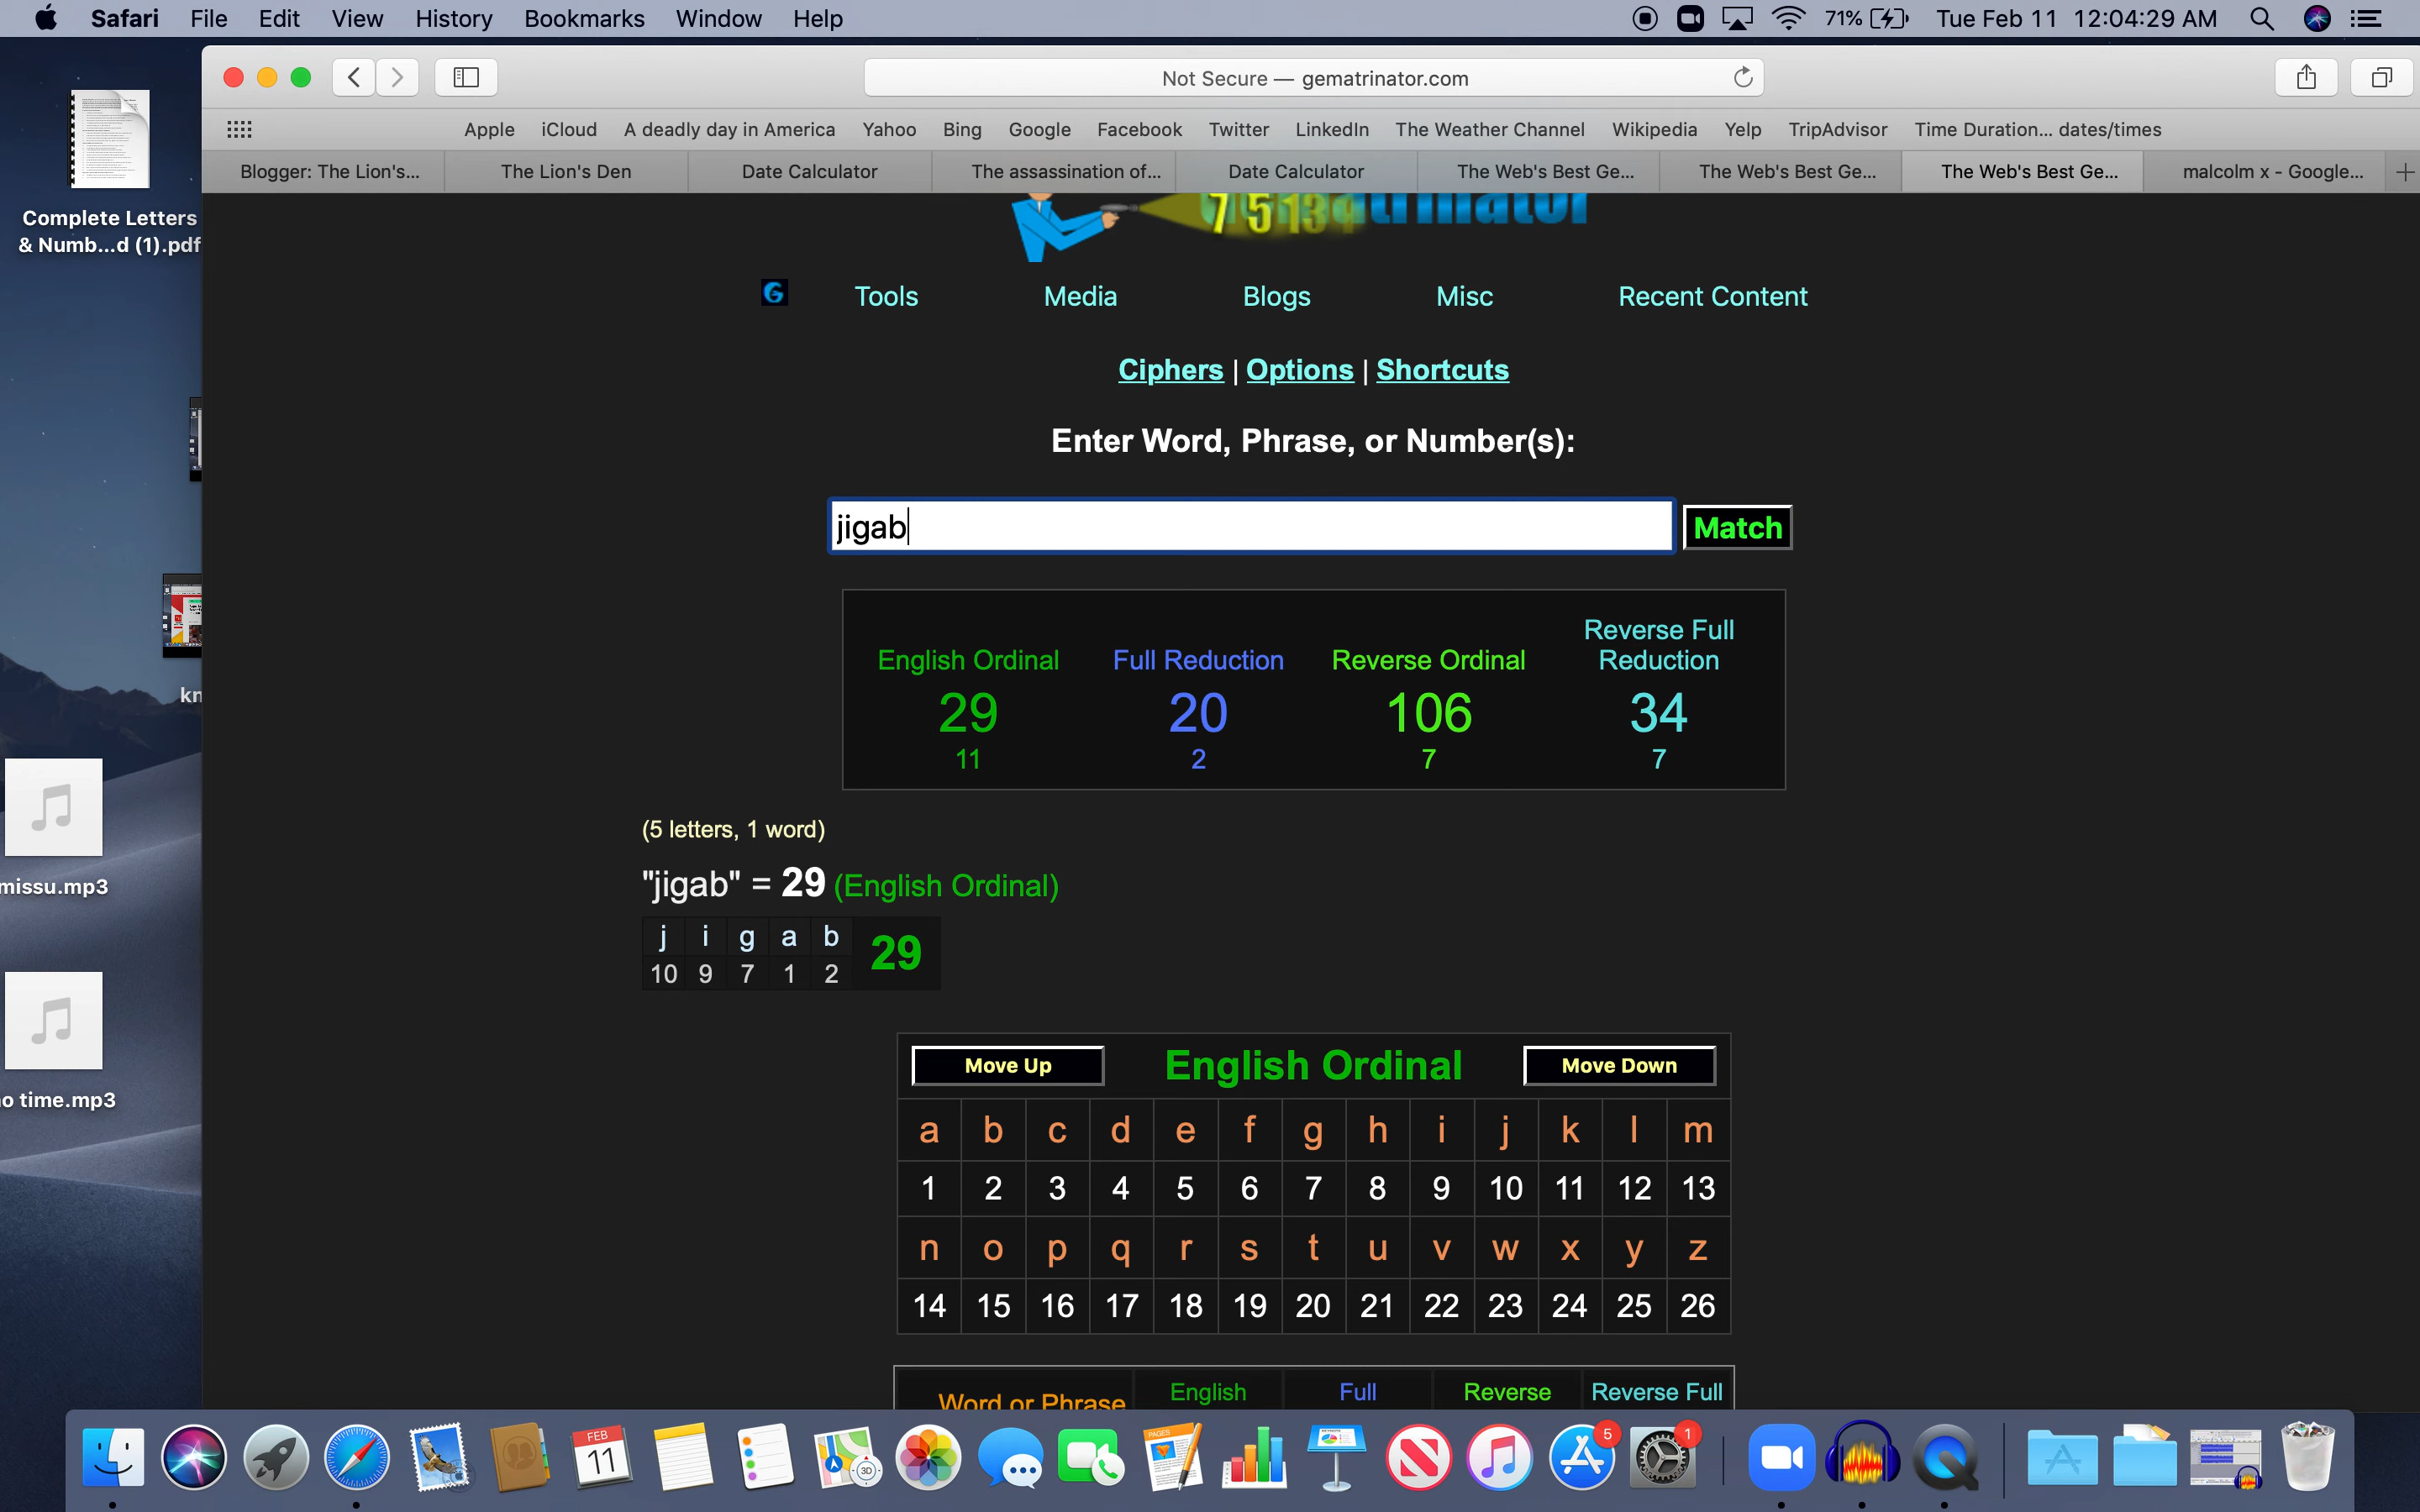 Safari File Edit View History Bookmarks Window Help 71% Tue Feb 11 12:04:29 AM
Not Secure — gematrinator.com
Apple iCloud A deadly day in America Yahoo Bing Google Facebook Twitter LinkedIn The Weather Channel Wikipedia Yelp TripAdvisor Time Duration... dates/times
Blogger: The Lion's... The Lion's Den Date Calculator The assassination of... Date Calculator The Web's Best Ge... The Web's Best Ge... The Web's Best Ge... malcolm x - Google...
Complete Letters
& Numb...d (1).pdf
kn
missu.mp3
o time.mp3
7 5 13
G Tools Media Blogs Misc Recent Content
Ciphers | Options | Shortcuts
Enter Word, Phrase, or Number(s):
jigab Match
English Ordinal Full Reduction Reverse Ordinal Reverse Full Reduction
29 20 106 34
11 2 7 7
(5 letters, 1 word)
"jigab" = 29 (English Ordinal)
j i g a b 29
10 9 7 1 2
Move Up English Ordinal Move Down
a b c d e f g h i j k l m
1 2 3 4 5 6 7 8 9 10 11 12 13
n o p q r s t u v w x y z
14 15 16 17 18 19 20 21 22 23 24 25 26
Word or Phrase English Full Reverse Reverse Full
FEB
11
3D
PAGES
5
1